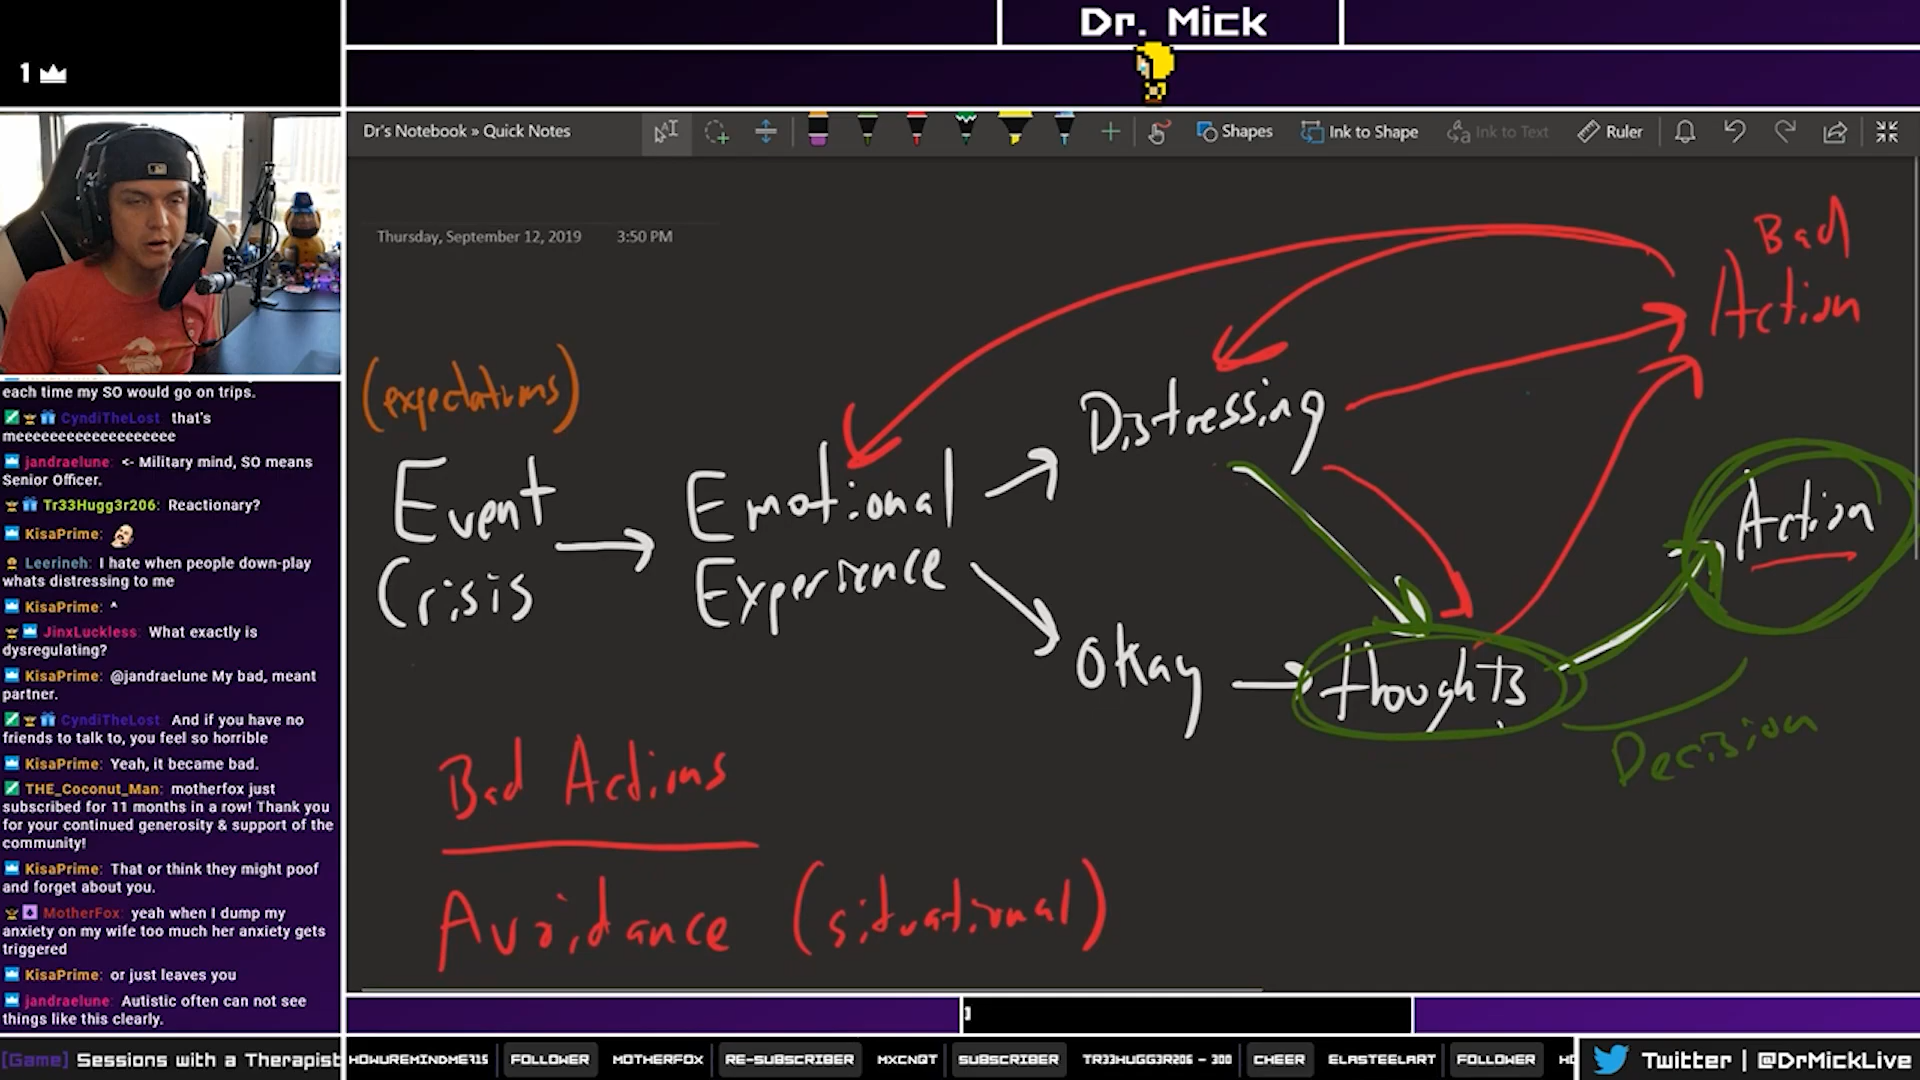 Dr. Mick
1
Dr's Notebook » Quick Notes
Shapes
Ink to Shape
Ink to Text
Ruler
Thursday, September 12, 2019 3:50 PM
Bad
Action
(expectations)
Distressing
Event
Crisis
Emotional
Experience
Action
Okay
thoughts
Decision
Bad Actions
Avoidance (situational)
each time my SO would go on trips.
CyndiTheLost: that's
meeeeeeeeeeeeeeeeeee
jandraelune: <- Military mind, SO means
Senior Officer.
Tr33Hugg3r206: Reactionary?
KisaPrime:
Leerineh: I hate when people down-play
whats distressing to me
KisaPrime: ^
JinxLuckless: What exactly is
dysregulating?
KisaPrime: @jandraelune My bad, meant
partner.
CyndiTheLost: And if you have no
friends to talk to, you feel so horrible
KisaPrime: Yeah, it became bad.
THE_Coconut_Man: motherfox just
subscribed for 11 months in a row! Thank you
for your continued generosity & support of the
community!
KisaPrime: That or think they might poof
and forget about you.
MotherFox: yeah when I dump my
anxiety on my wife too much her anxiety gets
triggered
KisaPrime: or just leaves you
jandraelune: Autistic often can not see
things like this clearly.
[Game] Sessions with a Therapist
HOWUREMINDME715 FOLLOWER MOTHERFOX RE-SUBSCRIBER MXCNQT SUBSCRIBER TR33HUGG3R206 - 300 CHEER ELASTEELART FOLLOWER
Twitter | @DrMickLive